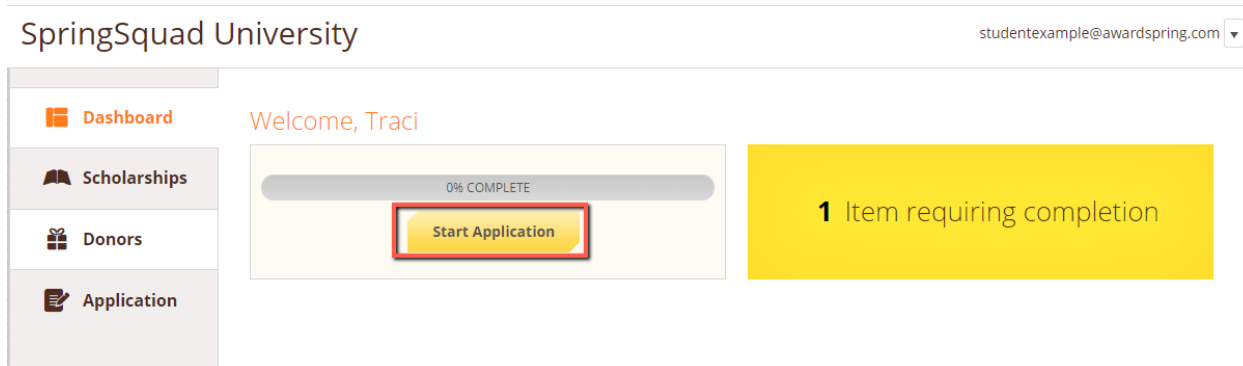 SpringSquad University
studentexample@awardspring.com
Dashboard
Scholarships
Donors
Application
Welcome, Traci
0% COMPLETE
Start Application
1 Item requiring completion